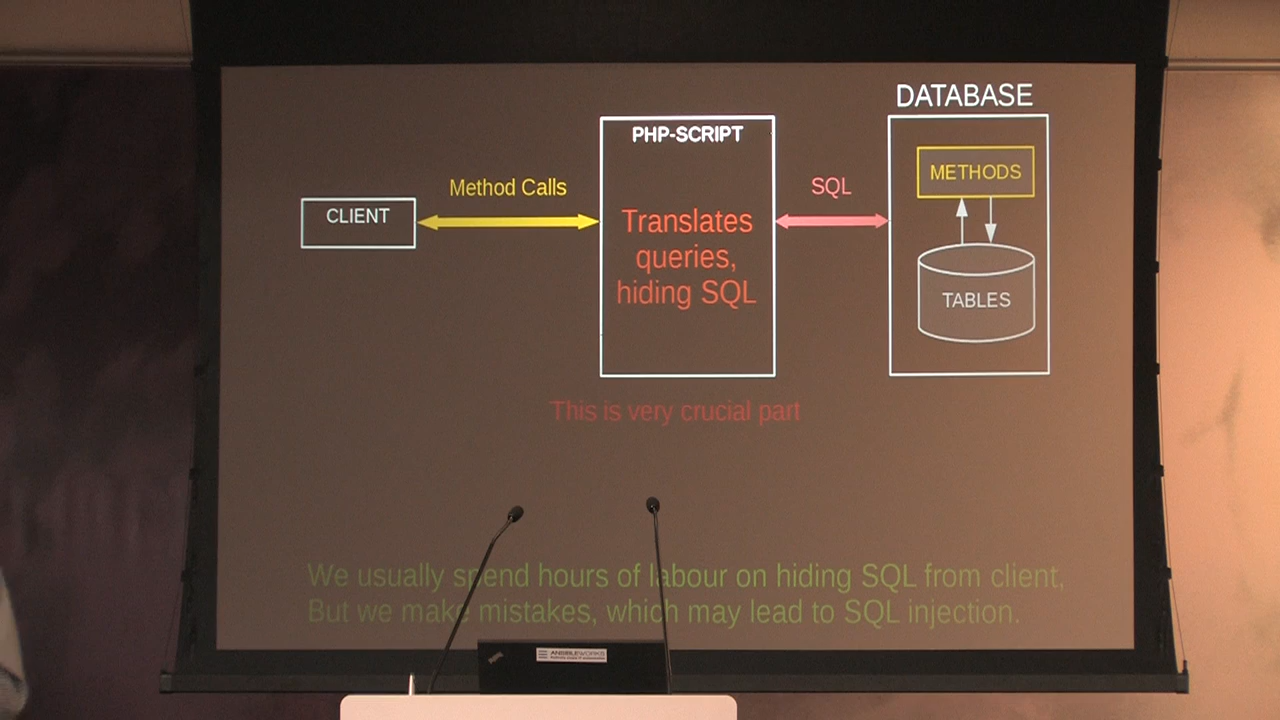 DATABASE
PHP-SCRIPT
METHODS
Method Calls
SQL
CLIENT
Translates
queries,
hiding SQL
TABLES
This is very crucial part
We usually spend hours of labour on hiding SQL from client,
But we make mistakes, which may lead to SQL injection.
ANSIBLEWORKS